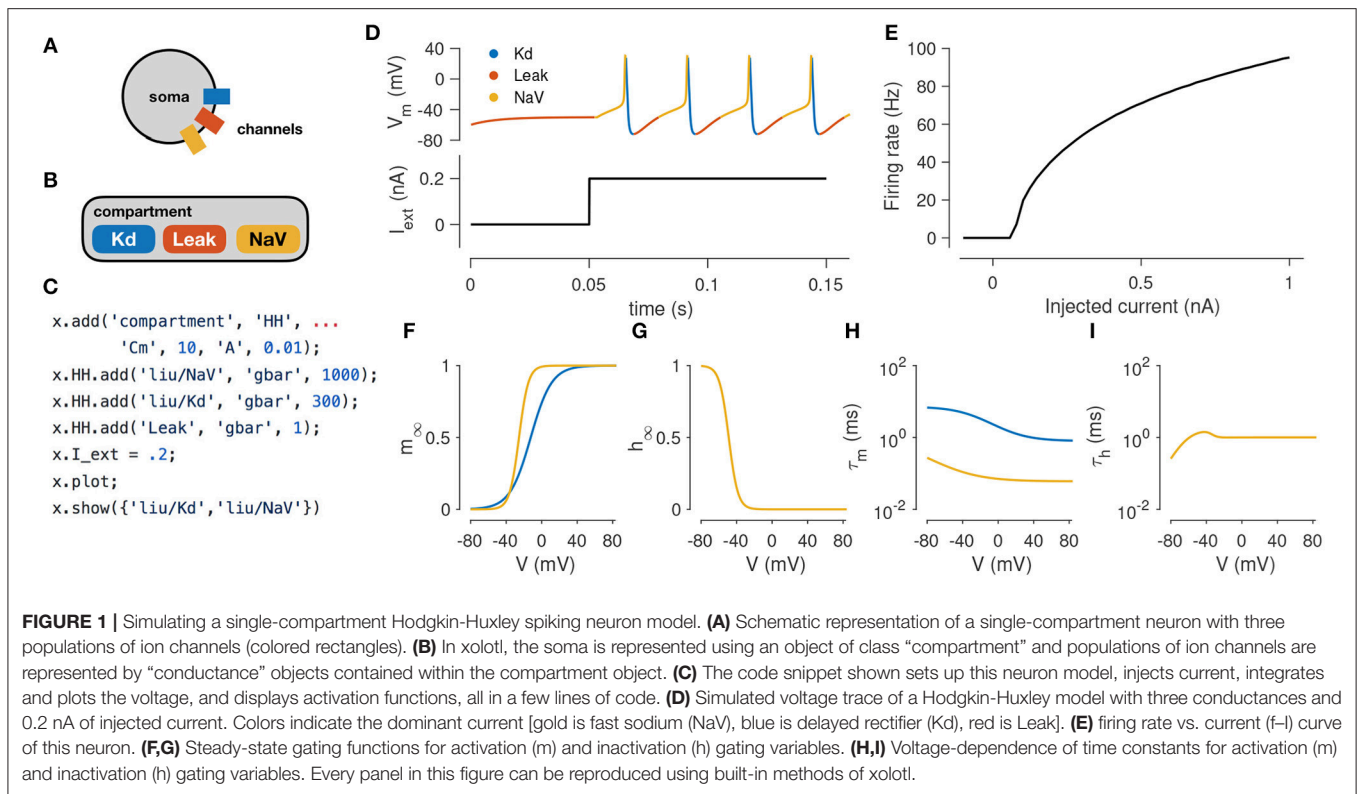 A
soma
channels
B
compartment
Kd Leak NaV
C
x.add('compartment', 'HH', ...
'Cm', 10, 'A', 0.01);
x.HH.add('liu/NaV', 'gbar', 1000);
x.HH.add('liu/Kd', 'gbar', 300);
x.HH.add('Leak', 'gbar', 1);
x.I_ext = .2;
x.plot;
x.show({'liu/Kd','liu/NaV'})
D
Kd
Leak
NaV
V_m (mV)
40
0
-40
-80
I_ext (nA)
0.2
0
0 0.05 0.1 0.15
time (s)
E
Firing rate (Hz)
100
80
60
40
20
0
0 0.5 1
Injected current (nA)
F
m_∞
1
0.5
0
-80 -40 0 40 80
V (mV)
G
h_∞
1
0.5
0
-80 -40 0 40 80
V (mV)
H
τ_m (ms)
10^2
10^0
10^-2
-80 -40 0 40 80
V (mV)
I
τ_h (ms)
10^2
10^0
10^-2
-80 -40 0 40 80
V (mV)
FIGURE 1 | Simulating a single-compartment Hodgkin-Huxley spiking neuron model. (A) Schematic representation of a single-compartment neuron with three
populations of ion channels (colored rectangles). (B) In xolotl, the soma is represented using an object of class “compartment” and populations of ion channels are
represented by “conductance” objects contained within the compartment object. (C) The code snippet shown sets up this neuron model, injects current, integrates
and plots the voltage, and displays activation functions, all in a few lines of code. (D) Simulated voltage trace of a Hodgkin-Huxley model with three conductances and
0.2 nA of injected current. Colors indicate the dominant current [gold is fast sodium (NaV), blue is delayed rectifier (Kd), red is Leak]. (E) firing rate vs. current (f–I) curve
of this neuron. (F,G) Steady-state gating functions for activation (m) and inactivation (h) gating variables. (H,I) Voltage-dependence of time constants for activation (m)
and inactivation (h) gating variables. Every panel in this figure can be reproduced using built-in methods of xolotl.